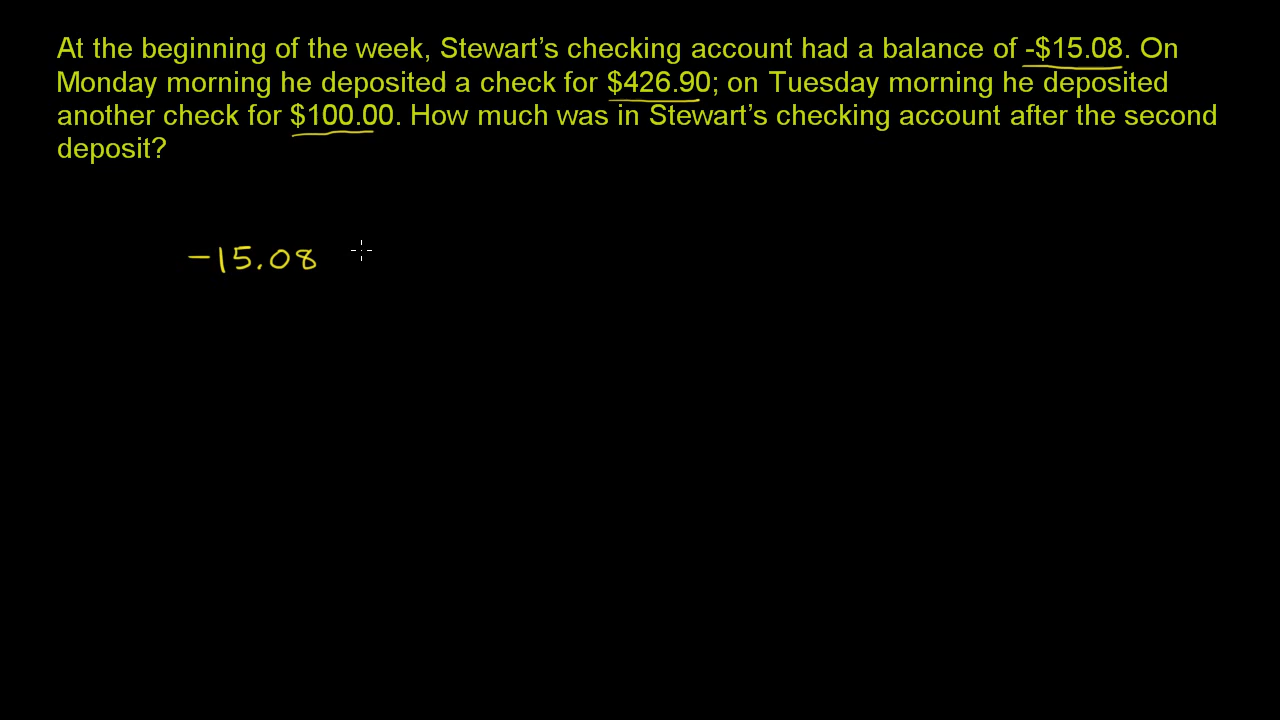 At the beginning of the week, Stewart’s checking account had a balance of -$15.08. On
Monday morning he deposited a check for $426.90; on Tuesday morning he deposited
another check for $100.00. How much was in Stewart’s checking account after the second
deposit?
-15.08